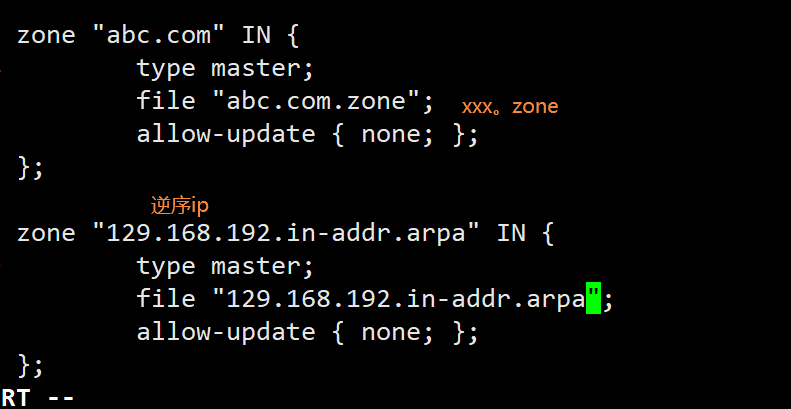 zone "abc.com" IN {
type master;
file "abc.com.zone"; xxx。zone
allow-update { none; };
};
逆序ip
zone "129.168.192.in-addr.arpa" IN {
type master;
file "129.168.192.in-addr.arpa";
allow-update { none; };
};
RT --